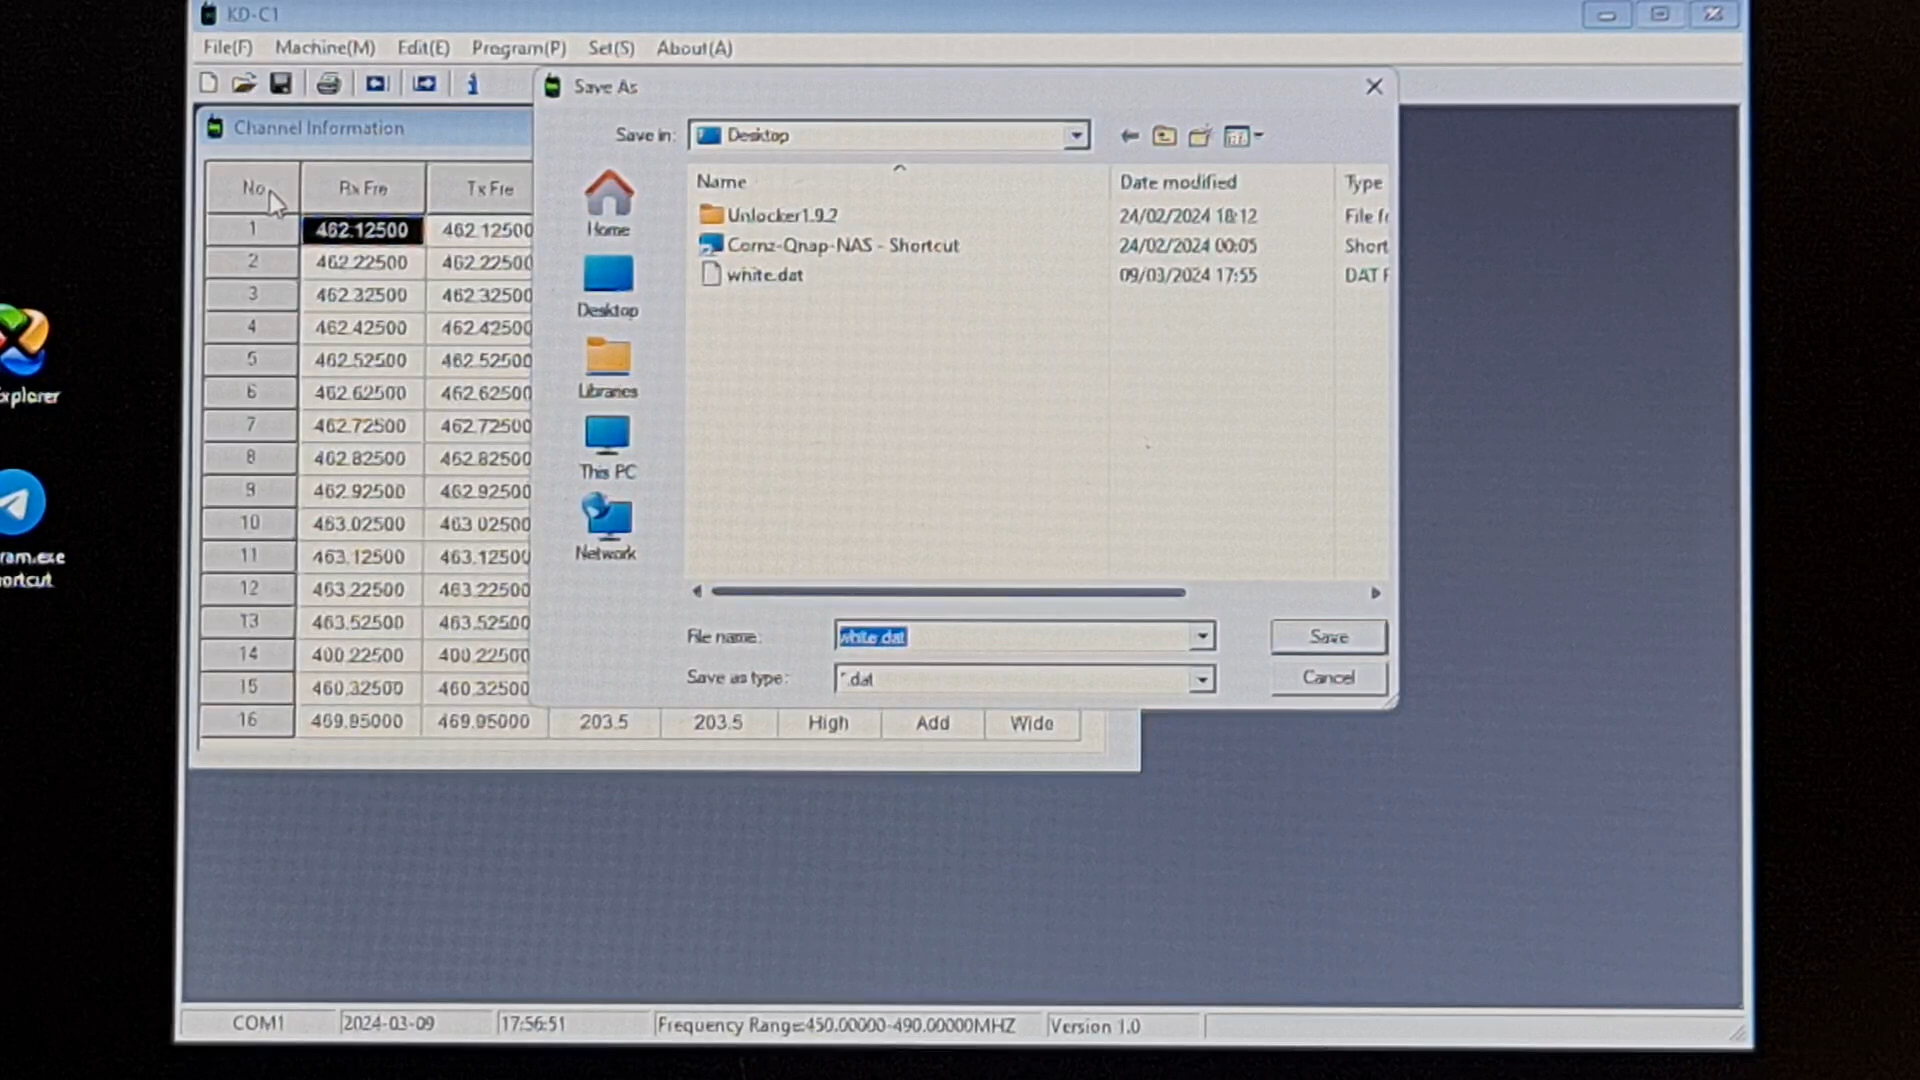 KD-C1
File(F) Machine(M) Edit(E) Program(P) Set(S) About(A)
Channel Information
No. Rx Fre Tx Fre
1 462.12500 462.12500
2 462.22500 462.22500
3 462.32500 462.32500
4 462.42500 462.42500
5 462.52500 462.52500
6 462.62500 462.62500
7 462.72500 462.72500
8 462.82500 462.82500
9 462.92500 462.92500
10 463.02500 463.02500
11 463.12500 463.12500
12 463.22500 463.22500
13 463.52500 463.52500
14 400.22500 400.22500
15 460.32500 460.32500
16 469.95000 469.95000 203.5 203.5 High Add Wide
Save As
Save in: Desktop
Home
Desktop
Libraries
This PC
Network
Name Date modified Type
Unlocker1.9.2 24/02/2024 18:12 File f
Cornz-Qnap-NAS - Shortcut 24/02/2024 00:05 Short
white.dat 09/03/2024 17:55 DAT F
File name: white.dat Save
Save as type: *.dat Cancel
xplorer
ram.exe
ortcut
COM1 2024-03-09 17:56:51 Frequency Range:450.00000-490.00000MHZ Version 1.0